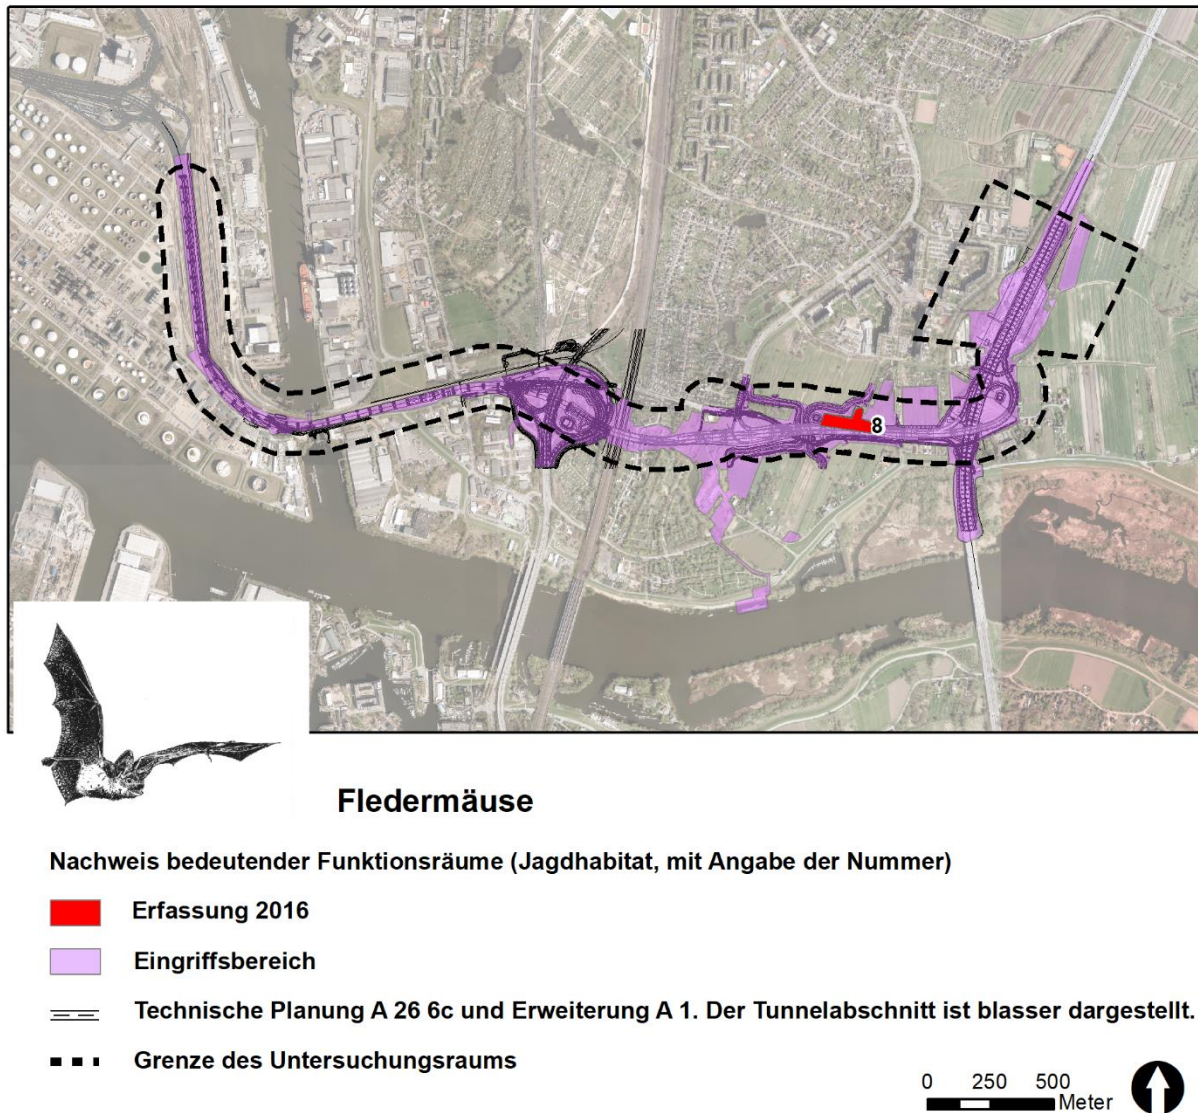 8
Fledermäuse
Nachweis bedeutender Funktionsräume (Jagdhabitat, mit Angabe der Nummer)
Erfassung 2016
Eingriffsbereich
Technische Planung A 26 6c und Erweiterung A 1. Der Tunnelabschnitt ist blasser dargestellt.
Grenze des Untersuchungsraums
0 250 500
Meter